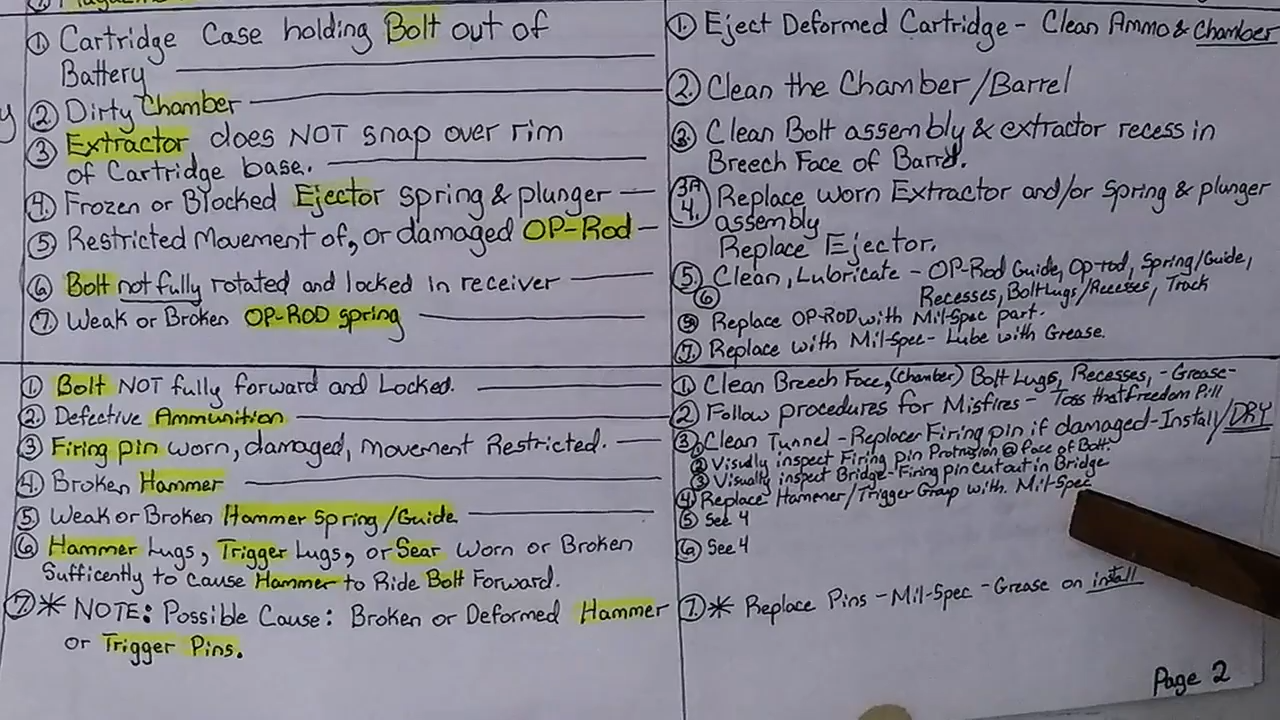 ① Cartridge Case holding Bolt out of
Battery
② Dirty Chamber
③ Extractor does NOT snap over rim
of Cartridge base.
④. Frozen or Blocked Ejector spring & plunger
⑤ Restricted Movement of, or damaged OP-Rod
⑥ Bolt not fully rotated and locked in receiver
⑦. Weak or Broken OP-ROD spring
① Eject Deformed Cartridge - Clean Ammo & Chamber
②. Clean the Chamber/Barrel
③ Clean Bolt assembly & extractor recess in
Breech Face of Barrel.
3A
4. Replace worn Extractor and/or Spring & plunger
assembly
Replace Ejector.
⑤. Clean, Lubricate - OP-Rod Guide, Op-rod, Spring/Guide,
⑥ Recesses, Bolt Lugs/Recesses, Track
Replace OP-ROD with Mil-Spec part.
⑦. Replace with Mil-Spec- Lube with Grease.
① Bolt NOT fully forward and Locked.
②. Defective Ammunition
③ Firing pin worn, damaged, movement Restricted.
④. Broken Hammer
⑤ Weak or Broken Hammer Spring/Guide
⑥ Hammer Lugs, Trigger Lugs, or Sear worn or Broken
Sufficently to cause Hammer to Ride Bolt Forward.
⑦* NOTE: Possible Cause: Broken or Deformed Hammer
or Trigger Pins.
① Clean Breech Face, (Chamber) Bolt Lugs, Recesses, -Grease-
② Follow procedures for Misfires - Toss that Freedom Pill
③ Clean Tunnel - Replacer Firing pin if damaged - Install/DRY
② Visually inspect Firing pin Protrusion @ face of Bolt.
③ Visually inspect Bridge - Firing pin cutout in Bridge
④ Replace Hammer/Trigger Group with. Mil-Spec
⑤ See 4
⑥ See 4
⑦.* Replace Pins - Mil-Spec - Grease on install
Page 2